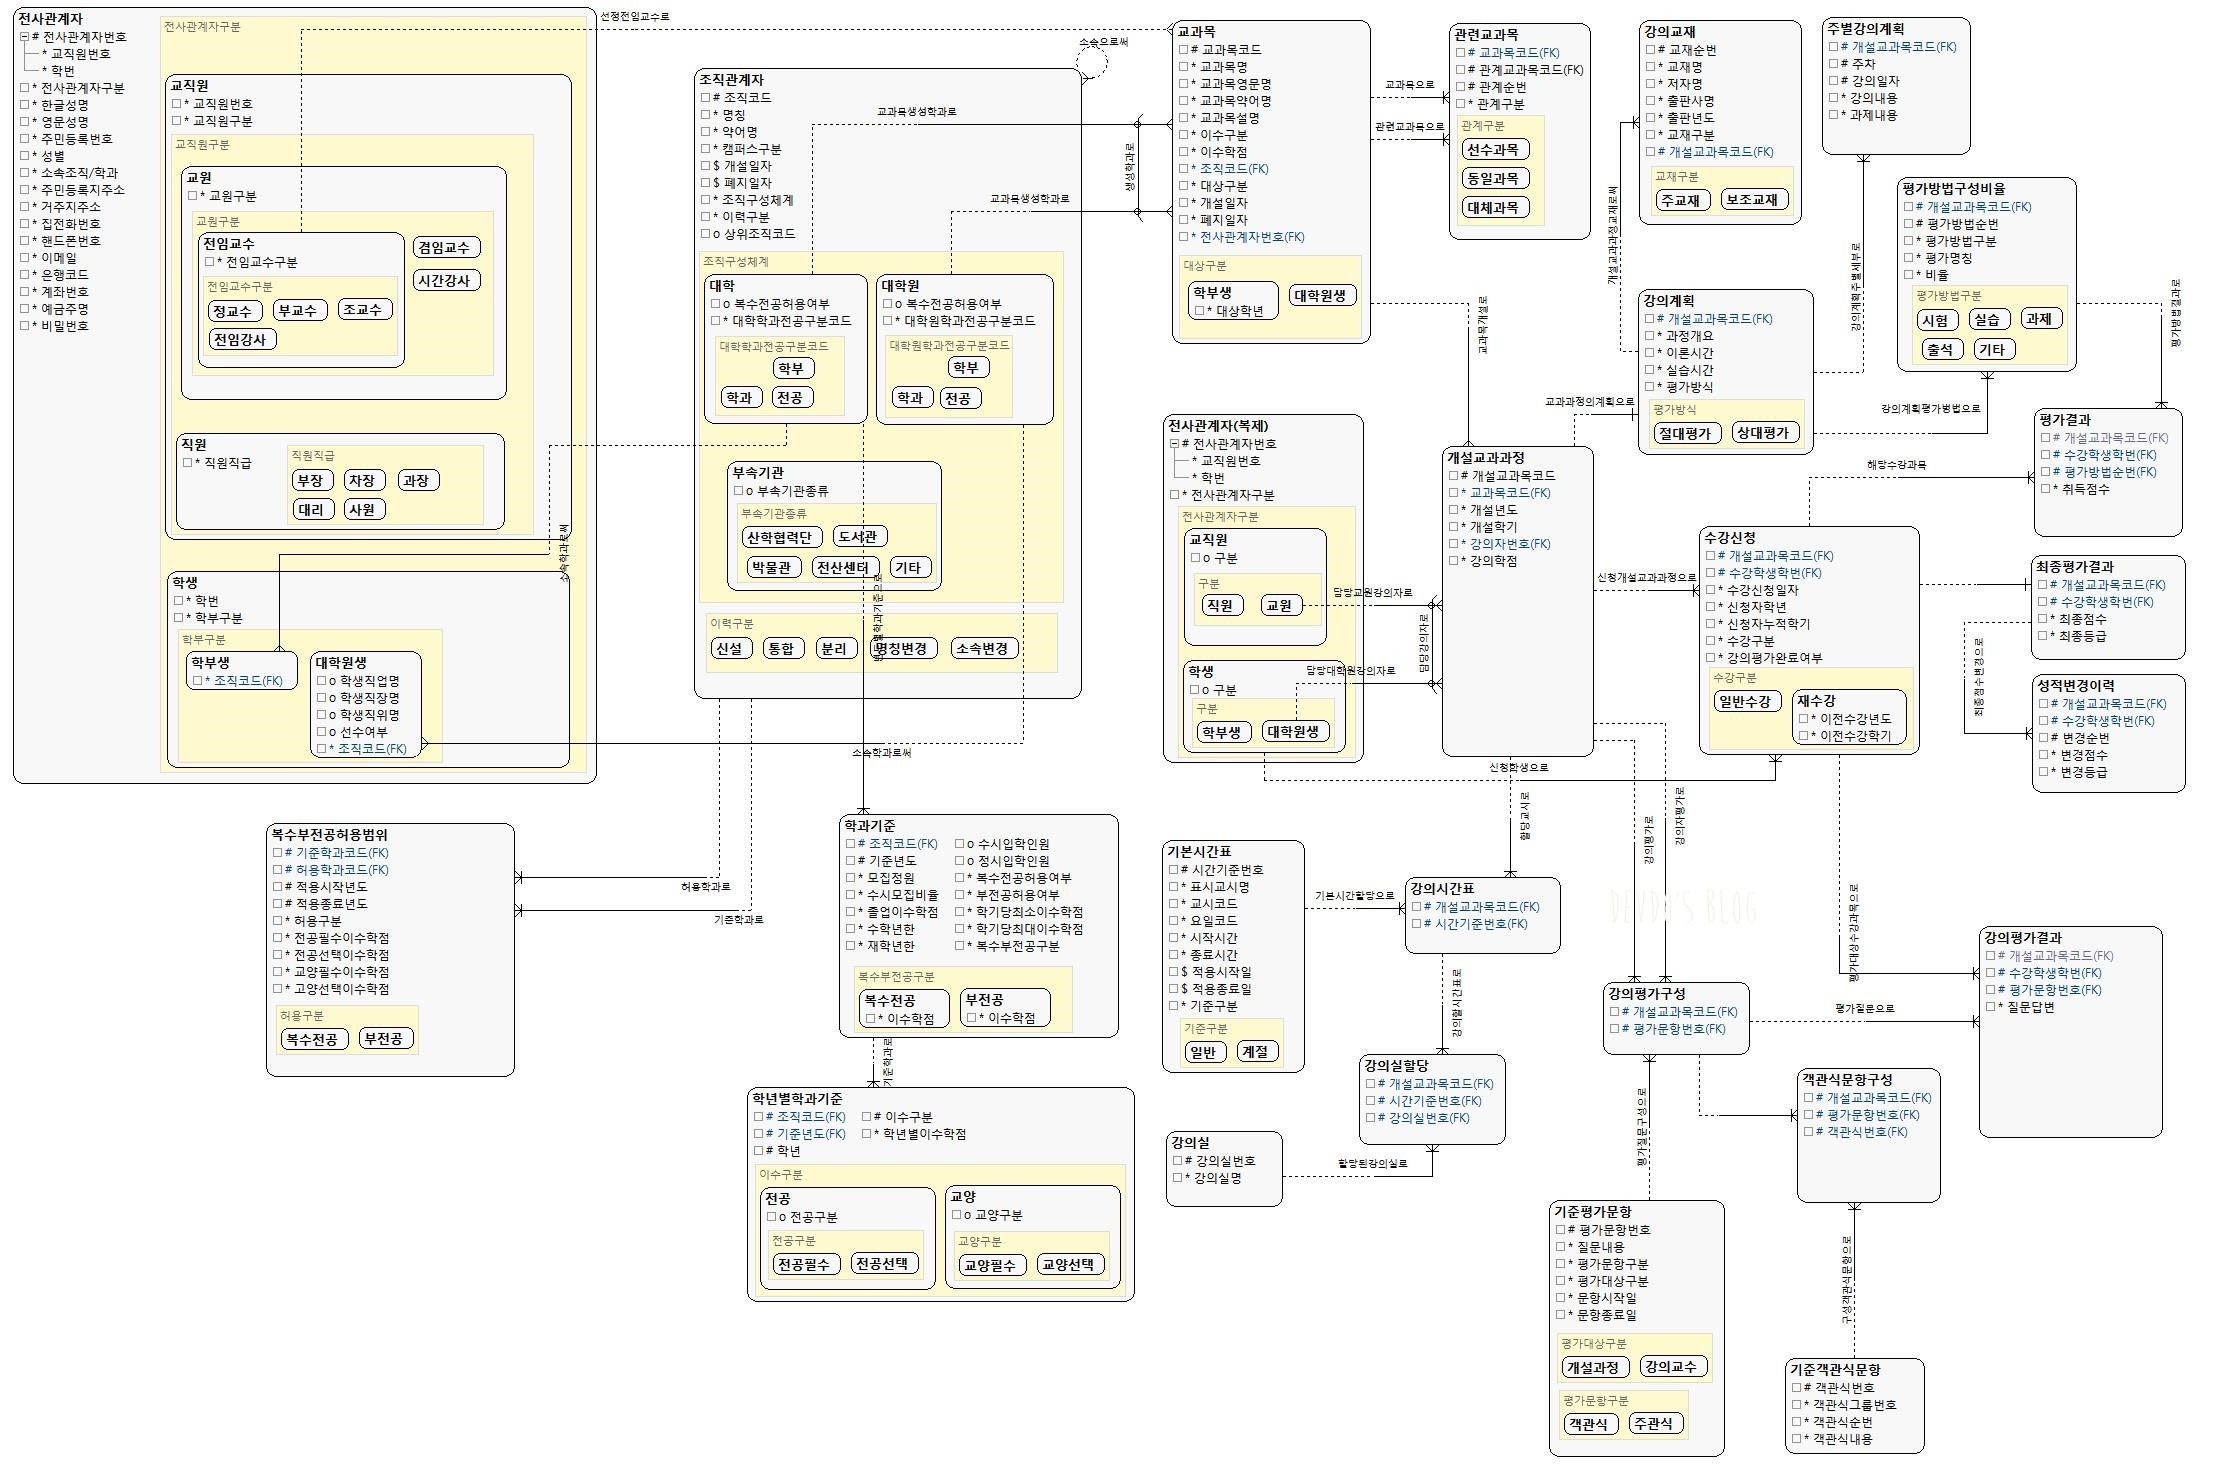 전사관계자
# 전사관계자번호
* 교직원번호
* 학번
* 전사관계자구분
* 한글성명
* 영문성명
* 주민등록번호
* 성별
* 소속조직/학과
* 주민등록지주소
* 거주지주소
* 집전화번호
* 핸드폰번호
* 이메일
* 은행코드
* 계좌번호
* 예금주명
* 비밀번호
전사관계자구분
교직원
* 교직원번호
* 교직원구분
교직원구분
교원
* 교원구분
교원구분
전임교수
* 전임교수구분
전임교수구분
정교수
부교수
조교수
전임강사
겸임교수
시간강사
직원
* 직원직급
직원직급
부장
차장
과장
대리
사원
학생
* 학번
* 학부구분
학부구분
학부생
* 조직코드(FK)
대학원생
o 학생직업명
o 학생직장명
o 학생직위명
o 선수여부
* 조직코드(FK)
선정전임교수로
소속학과로써
소속으로써
조직관계자
# 조직코드
* 명칭
* 약어명
* 캠퍼스구분
$ 개설일자
$ 폐지일자
* 조직구성체계
* 이력구분
o 상위조직코드
교과목생성학과로
교과목생성학과로
생성학과로
조직구성체계
대학
o 복수전공허용여부
* 대학학과전공구분코드
대학학과전공구분코드
학부
학과
전공
대학원
o 복수전공허용여부
* 대학원학과전공구분코드
대학원학과전공구분코드
학부
학과
전공
부속기관
o 부속기관종류
부속기관종류
산학협력단
도서관
박물관
전산센터
기타
이력구분
신설
통합
분리
명칭변경
소속변경
소속학과로써
허용학과로
기준학과로
복수부전공허용범위
# 기준학과코드(FK)
# 허용학과코드(FK)
# 적용시작년도
# 적용종료년도
* 허용구분
* 전공필수이수학점
* 전공선택이수학점
* 교양필수이수학점
* 고양선택이수학점
허용구분
복수전공
부전공
학과기준
# 조직코드(FK)
# 기준년도
* 모집정원
* 수시모집비율
* 졸업이수학점
* 수학년한
* 재학년한
o 수시입학인원
o 정시입학인원
* 복수전공허용여부
* 부전공허용여부
* 학기당최소이수학점
* 학기당최대이수학점
* 복수부전공구분
복수부전공구분
복수전공
* 이수학점
부전공
* 이수학점
기준학과로
학년별학과기준
# 조직코드(FK)
# 기준년도(FK)
# 학년
# 이수구분
* 학년별이수학점
이수구분
전공
o 전공구분
전공구분
전공필수
전공선택
교양
o 교양구분
교양구분
교양필수
교양선택
교과목
# 교과목코드
* 교과목명
* 교과목영문명
* 교과목약어명
* 교과목설명
* 이수구분
* 이수학점
* 조직코드(FK)
* 대상구분
* 개설일자
* 폐지일자
* 전사관계자번호(FK)
대상구분
학부생
* 대상학년
대학원생
교과목으로
관련교과목으로
교과목개설로
관련교과목
# 교과목코드(FK)
# 관계교과목코드(FK)
# 관계순번
* 관계구분
관계구분
선수과목
동일과목
대체과목
강의교재
# 교재순번
* 교재명
* 저자명
* 출판사명
* 출판년도
* 교재구분
# 개설교과목코드(FK)
교재구분
주교재
보조교재
개설교과과정교재로써
주별강의계획
# 개설교과목코드(FK)
# 주차
# 강의일자
* 강의내용
* 과제내용
강의계획주별세부로
평가방법구성비율
# 개설교과목코드(FK)
# 평가방법순번
* 평가방법구분
* 평가명칭
* 비율
평가방법구분
시험
실습
과제
출석
기타
평가방법결과로
강의계획
# 개설교과목코드(FK)
* 과정개요
* 이론시간
* 실습시간
* 평가방식
평가방식
절대평가
상대평가
교과과정의계획으로
강의계획평가방법으로
평가결과
# 개설교과목코드(FK)
# 수강학생학번(FK)
# 평가방법순번(FK)
* 취득점수
해당수강과목
전사관계자(복제)
# 전사관계자번호
* 교직원번호
* 학번
* 전사관계자구분
전사관계자구분
교직원
o 구분
구분
직원
교원
학생
o 구분
구분
학부생
대학원생
담당교원강의자로
담당대학원강의자로
담당강의자로
신청학생으로
개설교과과정
# 개설교과목코드
* 교과목코드(FK)
* 개설년도
* 개설학기
* 강의자번호(FK)
* 강의학점
신청개설교과과정으로
수강신청
# 개설교과목코드(FK)
# 수강학생학번(FK)
* 수강신청일자
* 신청자학년
* 신청자누적학기
* 수강구분
* 강의평가완료여부
수강구분
일반수강
재수강
* 이전수강년도
* 이전수강학기
최종평가결과
# 개설교과목코드(FK)
# 수강학생학번(FK)
* 최종점수
* 최종등급
최종점수변경으로
성적변경이력
# 개설교과목코드(FK)
# 수강학생학번(FK)
# 변경순번
* 변경점수
* 변경등급
할당교시로
강의평가로
강의자평가로
평가대상수강과목으로
기본시간표
# 시간기준번호
* 표시교시명
* 교시코드
* 요일코드
* 시작시간
* 종료시간
$ 적용시작일
$ 적용종료일
* 기준구분
기준구분
일반
계절
기본시간할당으로
강의시간표
# 개설교과목코드(FK)
# 시간기준번호(FK)
강의할시간표로
강의실할당
# 개설교과목코드(FK)
# 시간기준번호(FK)
# 강의실번호(FK)
강의실
# 강의실번호
* 강의실명
할당된강의실로
DEVDO'S BLOG
강의평가구성
# 개설교과목코드(FK)
# 평가문항번호(FK)
평가질문으로
강의평가결과
# 개설교과목코드(FK)
# 수강학생학번(FK)
# 평가문항번호(FK)
* 질문답변
평가질문구성으로
객관식문항구성
# 개설교과목코드(FK)
# 평가문항번호(FK)
# 객관식번호(FK)
구성객관식문항으로
기준평가문항
# 평가문항번호
* 질문내용
* 평가문항구분
* 평가대상구분
* 문항시작일
* 문항종료일
평가대상구분
개설과정
강의교수
평가문항구분
객관식
주관식
기준객관식문항
# 객관식번호
* 객관식그룹번호
* 객관식순번
* 객관식내용